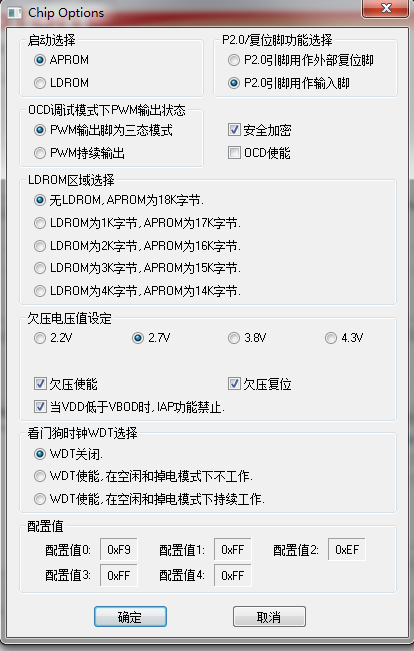 Chip Options
启动选择
APROM
LDROM
P2.0/复位脚功能选择
P2.0引脚用作外部复位脚
P2.0引脚用作输入脚
OCD调试模式下PWM输出状态
PWM输出脚为三态模式
PWM持续输出
安全加密
OCD使能
LDROM区域选择
无LDROM, APROM为18K字节.
LDROM为1K字节, APROM为17K字节.
LDROM为2K字节, APROM为16K字节.
LDROM为3K字节, APROM为15K字节.
LDROM为4K字节, APROM为14K字节.
欠压电压值设定
2.2V 2.7V 3.8V 4.3V
欠压使能 欠压复位
当VDD低于VBOD时, IAP功能禁止.
看门狗时钟WDT选择
WDT关闭.
WDT使能, 在空闲和掉电模式下不工作.
WDT使能, 在空闲和掉电模式下持续工作.
配置值
配置值0: 0xF9 配置值1: 0xFF 配置值2: 0xEF
配置值3: 0xFF 配置值4: 0xFF
确定 取消